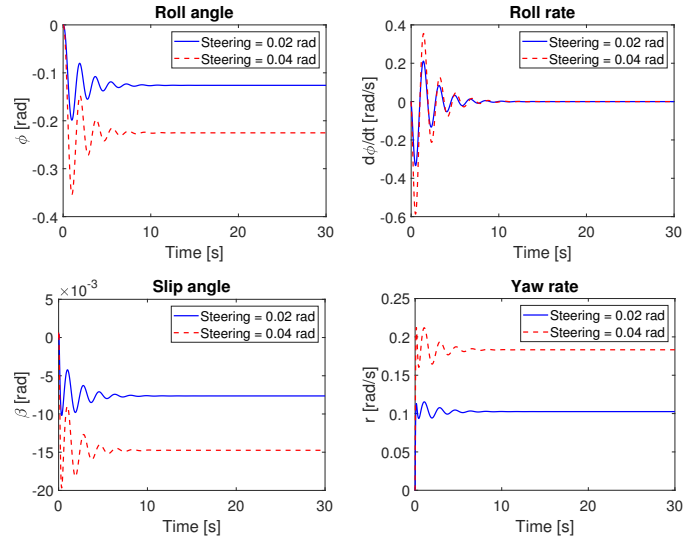 Roll angle
0
-0.1
-0.2
-0.3
-0.4
ϕ [rad]
Steering = 0.02 rad
Steering = 0.04 rad
0
10
20
30
Time [s]
Roll rate
0.4
0.2
0
-0.2
-0.4
-0.6
dϕ/dt [rad/s]
Steering = 0.02 rad
Steering = 0.04 rad
0
10
20
30
Time [s]
Slip angle
×10⁻³
5
0
-5
-10
-15
-20
β [rad]
Steering = 0.02 rad
Steering = 0.04 rad
0
10
20
30
Time [s]
Yaw rate
0.25
0.2
0.15
0.1
0.05
0
r [rad/s]
Steering = 0.02 rad
Steering = 0.04 rad
0
10
20
30
Time [s]